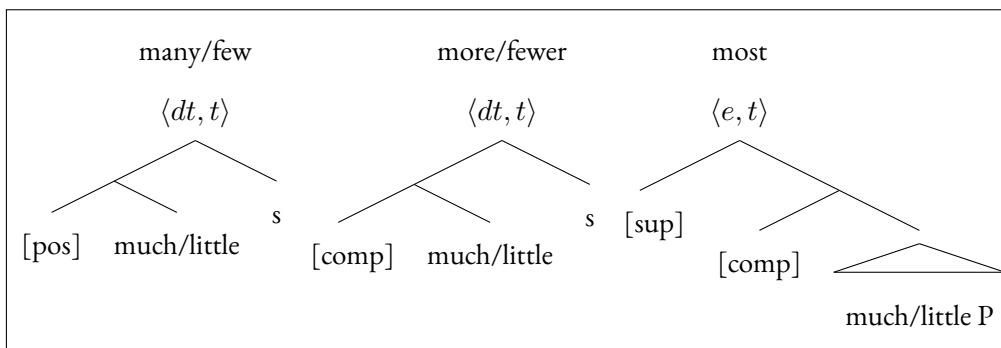 many/few more/fewer most
⟨dt, t⟩ ⟨dt, t⟩ ⟨e, t⟩
[pos] much/little s [comp] much/little s [sup] [comp]
much/little P